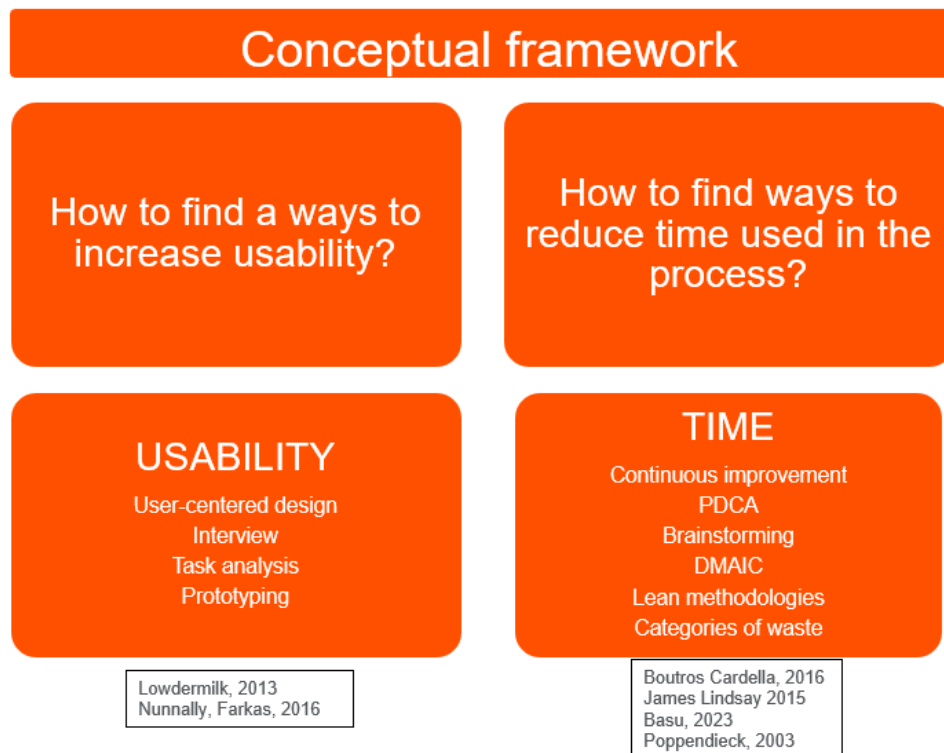 Conceptual framework
How to find a ways to
increase usability?
How to find ways to
reduce time used in the
process?
USABILITY
User-centered design
Interview
Task analysis
Prototyping
TIME
Continuous improvement
PDCA
Brainstorming
DMAIC
Lean methodologies
Categories of waste
Lowdermilk, 2013
Nunnally, Farkas, 2016
Boutros Cardella, 2016
James Lindsay 2015
Basu, 2023
Poppendieck, 2003